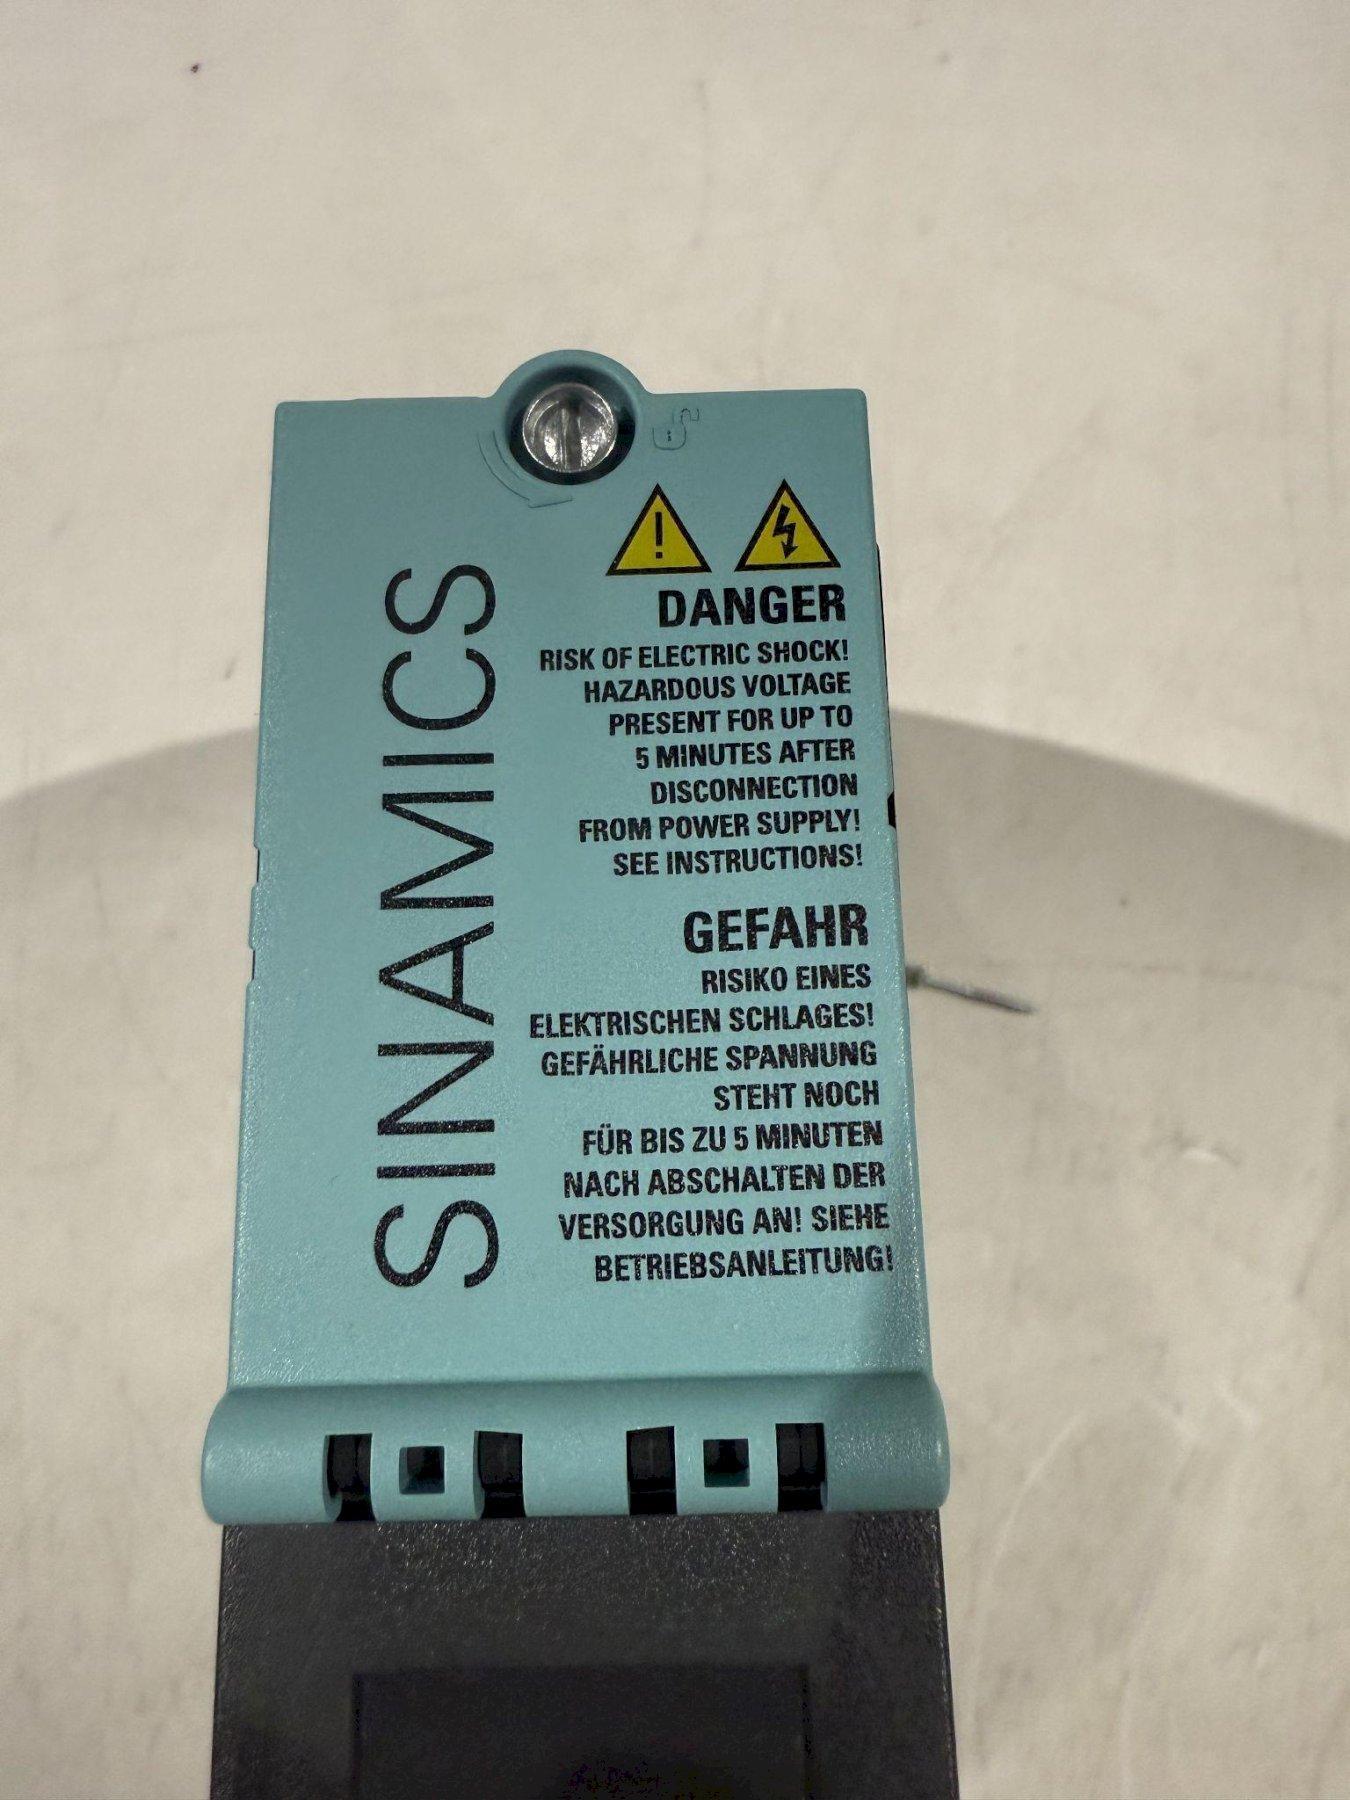 SINAMICS
DANGER
RISK OF ELECTRIC SHOCK!
HAZARDOUS VOLTAGE
PRESENT FOR UP TO
5 MINUTES AFTER
DISCONNECTION
FROM POWER SUPPLY!
SEE INSTRUCTIONS!
GEFAHR
RISIKO EINES
ELEKTRISCHEN SCHLAGES!
GEFÄHRLICHE SPANNUNG
STEHT NOCH
FÜR BIS ZU 5 MINUTEN
NACH ABSCHALTEN DER
VERSORGUNG AN! SIEHE
BETRIEBSANLEITUNG!